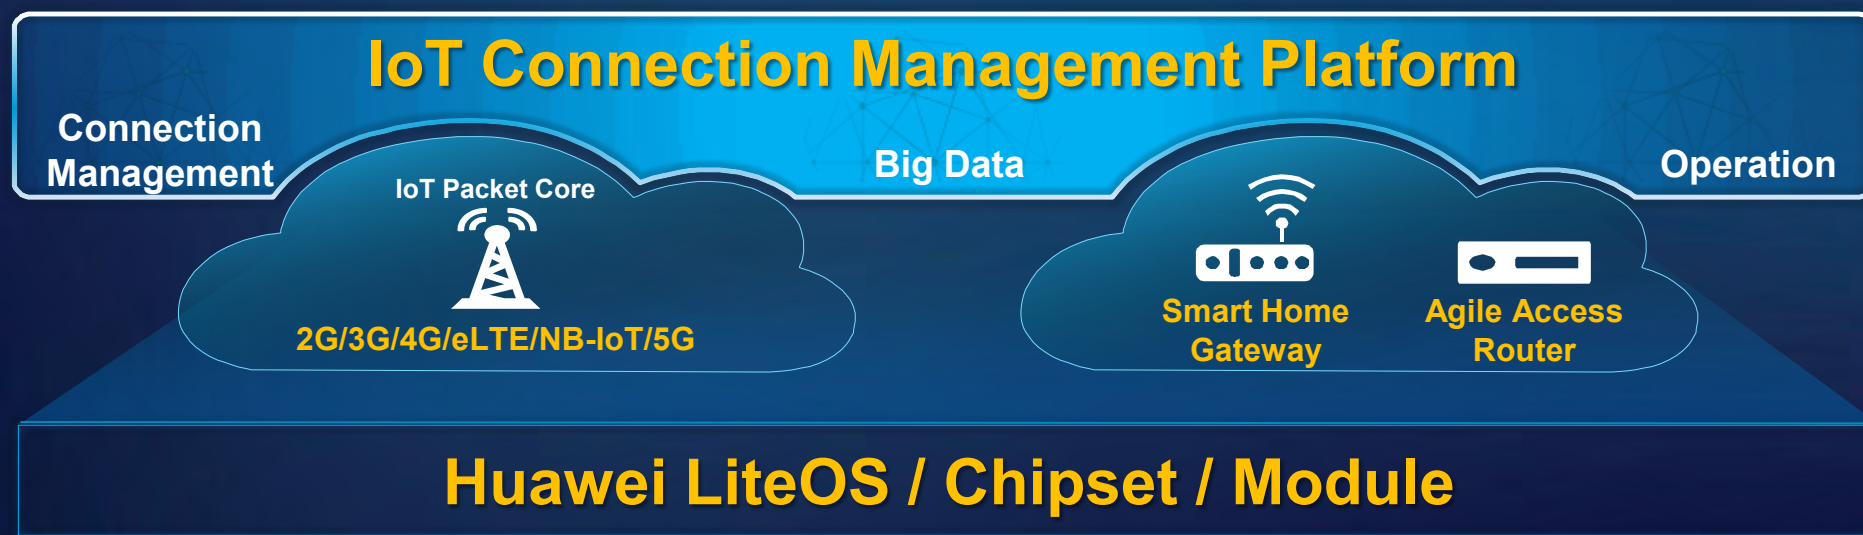 IoT Connection Management Platform
Connection
Management
Big Data
Operation
IoT Packet Core
2G/3G/4G/eLTE/NB-IoT/5G
Smart Home
Gateway
Agile Access
Router
Huawei LiteOS / Chipset / Module